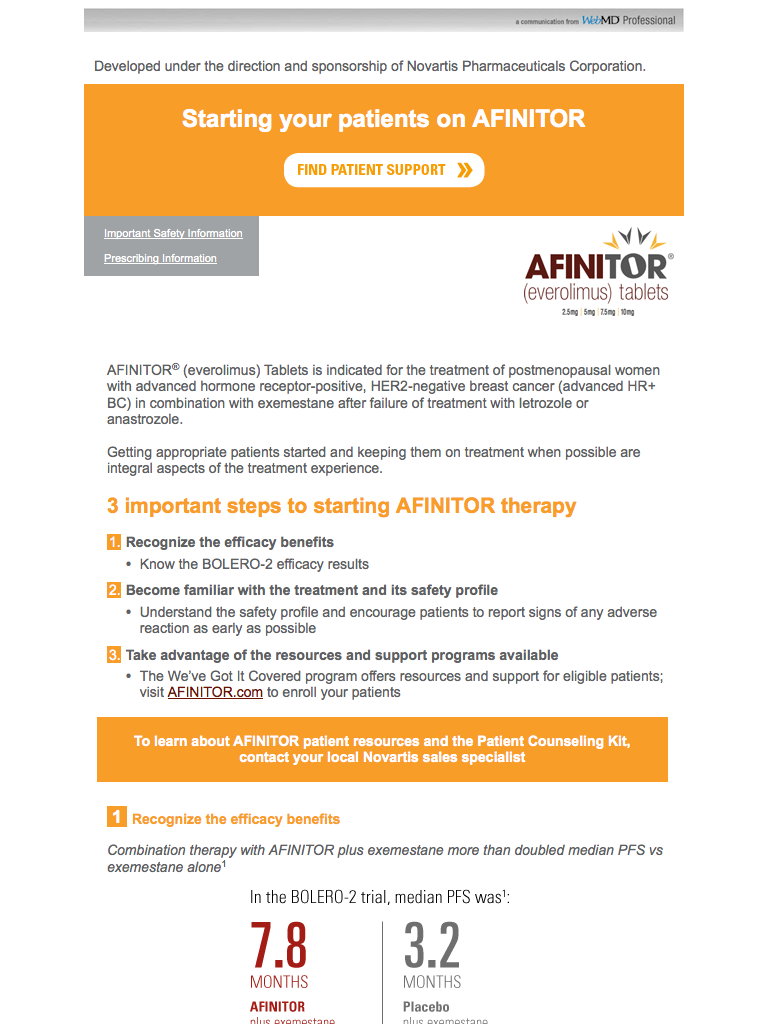 a communication from WebMD Professional
Developed under the direction and sponsorship of Novartis Pharmaceuticals Corporation.
Starting your patients on AFINITOR
FIND PATIENT SUPPORT »
Important Safety Information
Prescribing Information
AFINITOR®
(everolimus) tablets
2.5mg | 5mg | 7.5mg | 10mg
AFINITOR® (everolimus) Tablets is indicated for the treatment of postmenopausal women
with advanced hormone receptor-positive, HER2-negative breast cancer (advanced HR+
BC) in combination with exemestane after failure of treatment with letrozole or
anastrozole.
Getting appropriate patients started and keeping them on treatment when possible are
integral aspects of the treatment experience.
3 important steps to starting AFINITOR therapy
1. Recognize the efficacy benefits
• Know the BOLERO-2 efficacy results
2. Become familiar with the treatment and its safety profile
• Understand the safety profile and encourage patients to report signs of any adverse
reaction as early as possible
3. Take advantage of the resources and support programs available
• The We've Got It Covered program offers resources and support for eligible patients;
visit AFINITOR.com to enroll your patients
To learn about AFINITOR patient resources and the Patient Counseling Kit,
contact your local Novartis sales specialist
1 Recognize the efficacy benefits
Combination therapy with AFINITOR plus exemestane more than doubled median PFS vs
exemestane alone¹
In the BOLERO-2 trial, median PFS was¹:
7.8 3.2
MONTHS MONTHS
AFINITOR Placebo
plus exemestane plus exemestane